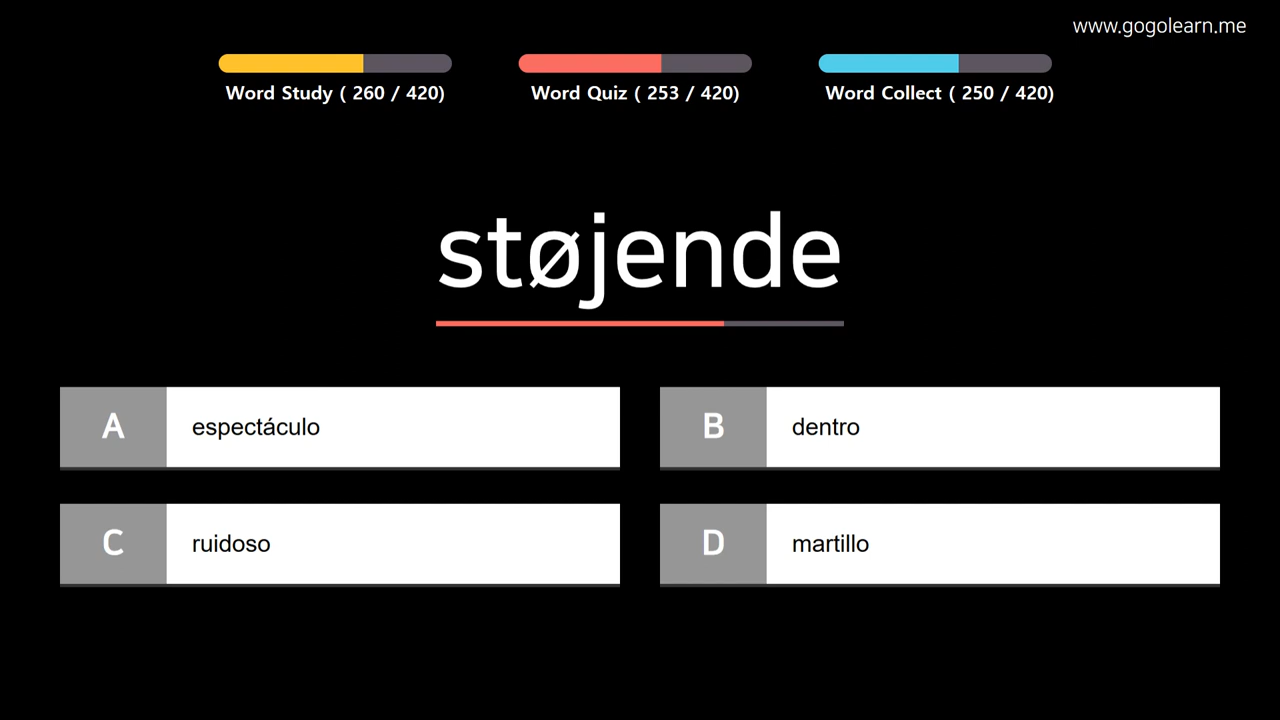 www.gogolearn.me
Word Study ( 260 / 420)
Word Quiz ( 253 / 420)
Word Collect ( 250 / 420)
støjende
A espectáculo
B dentro
C ruidoso
D martillo